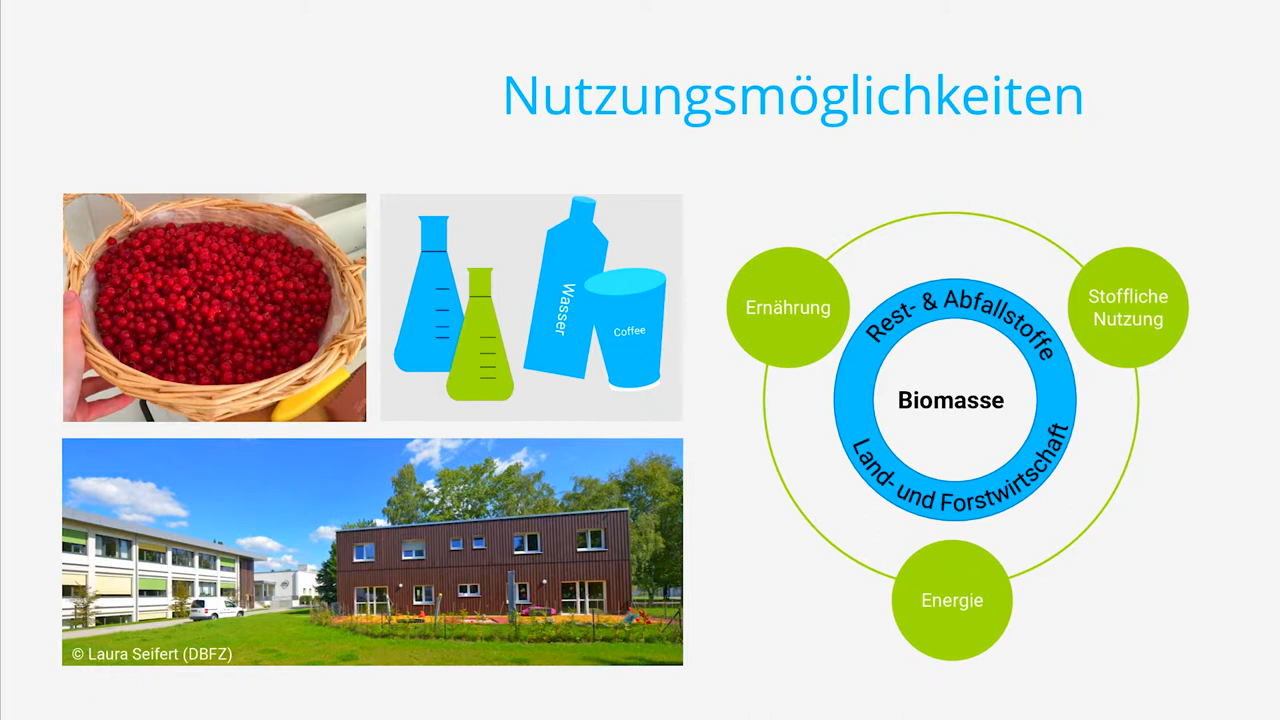 Nutzungsmöglichkeiten
Wasser
Coffee
© Laura Seifert (DBFZ)
Ernährung
Stoffliche
Nutzung
Rest- & Abfallstoffe
Biomasse
Land- und Forstwirtschaft
Energie